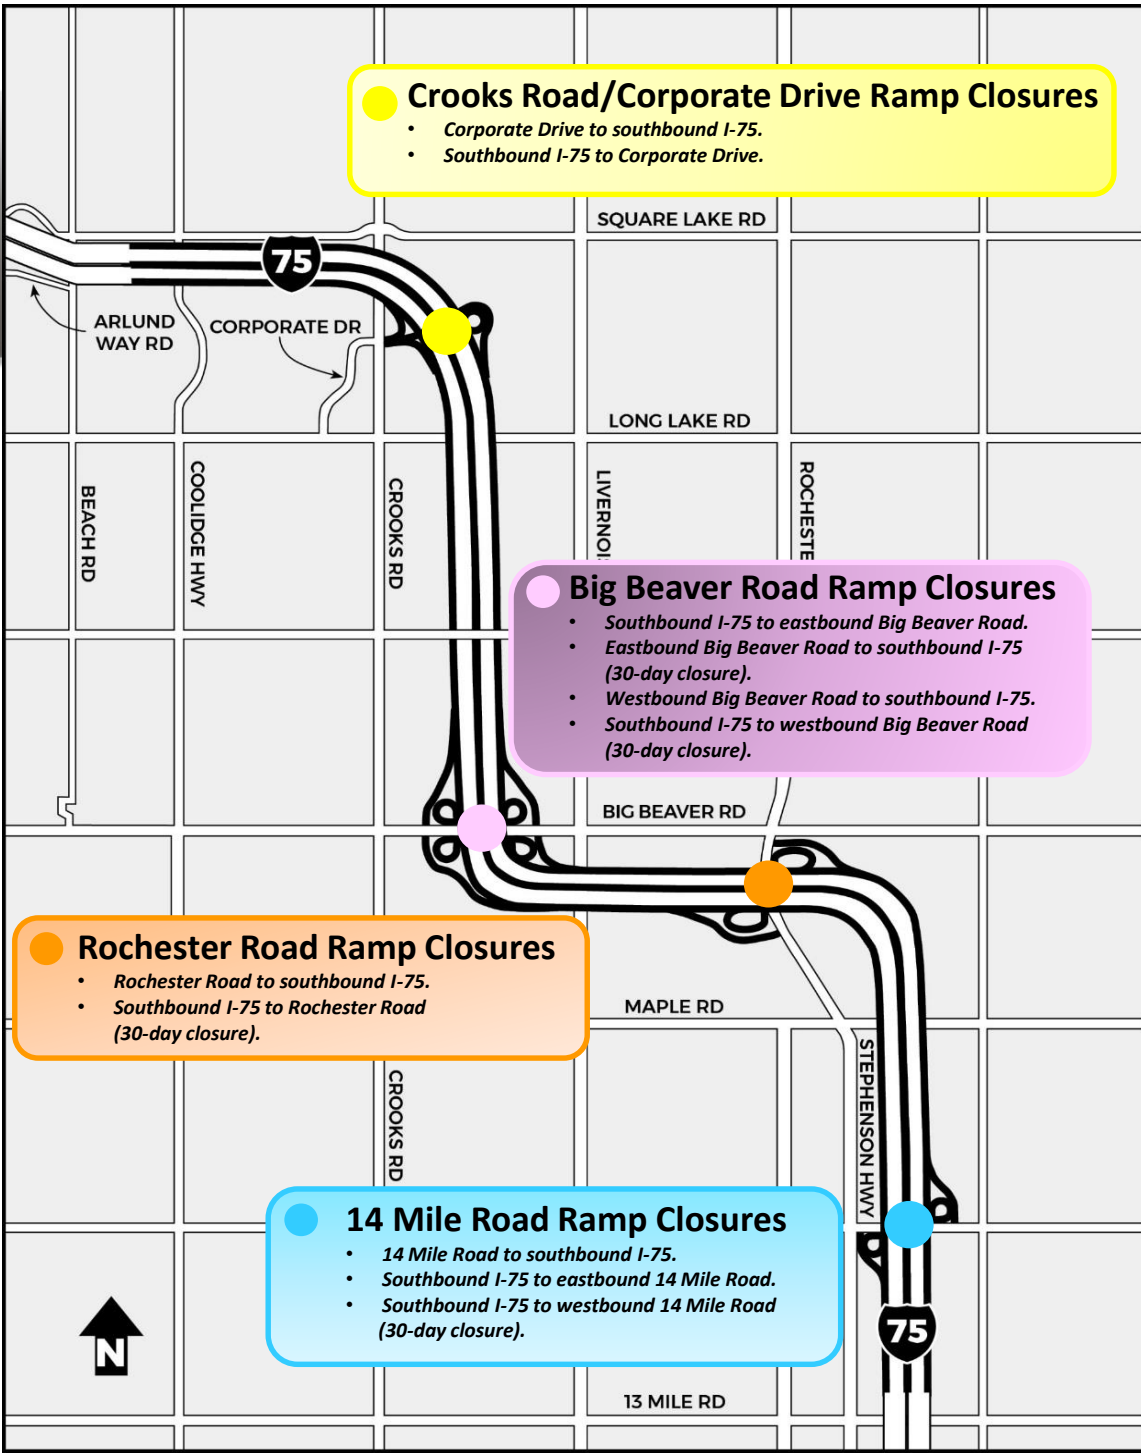 Crooks Road/Corporate Drive Ramp Closures
• Corporate Drive to southbound I-75.
• Southbound I-75 to Corporate Drive.
SQUARE LAKE RD
75
ARLUND
WAY RD
CORPORATE DR
LONG LAKE RD
BEACH RD
COOLIDGE HWY
CROOKS RD
LIVERNOI
ROCHESTE
Big Beaver Road Ramp Closures
• Southbound I-75 to eastbound Big Beaver Road.
• Eastbound Big Beaver Road to southbound I-75
(30-day closure).
• Westbound Big Beaver Road to southbound I-75.
• Southbound I-75 to westbound Big Beaver Road
(30-day closure).
BIG BEAVER RD
Rochester Road Ramp Closures
• Rochester Road to southbound I-75.
• Southbound I-75 to Rochester Road
(30-day closure).
MAPLE RD
STEPHENSON HWY
CROOKS RD
14 Mile Road Ramp Closures
• 14 Mile Road to southbound I-75.
• Southbound I-75 to eastbound 14 Mile Road.
• Southbound I-75 to westbound 14 Mile Road
(30-day closure).
75
N
13 MILE RD